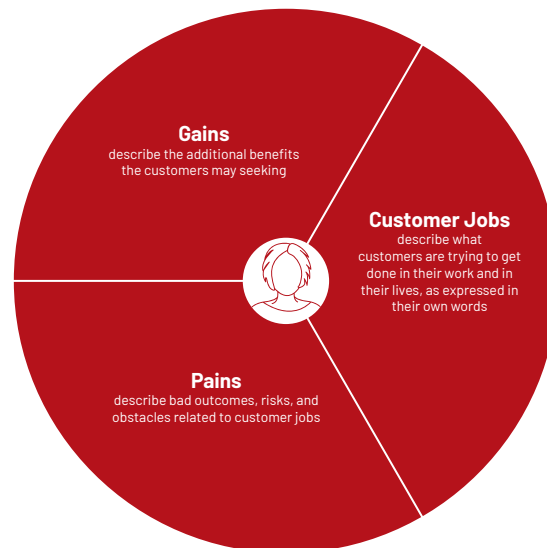 Gains
describe the additional benefits
the customers may seeking
Customer Jobs
describe what
customers are trying to get
done in their work and in
their lives, as expressed in
their own words
Pains
describe bad outcomes, risks, and
obstacles related to customer jobs